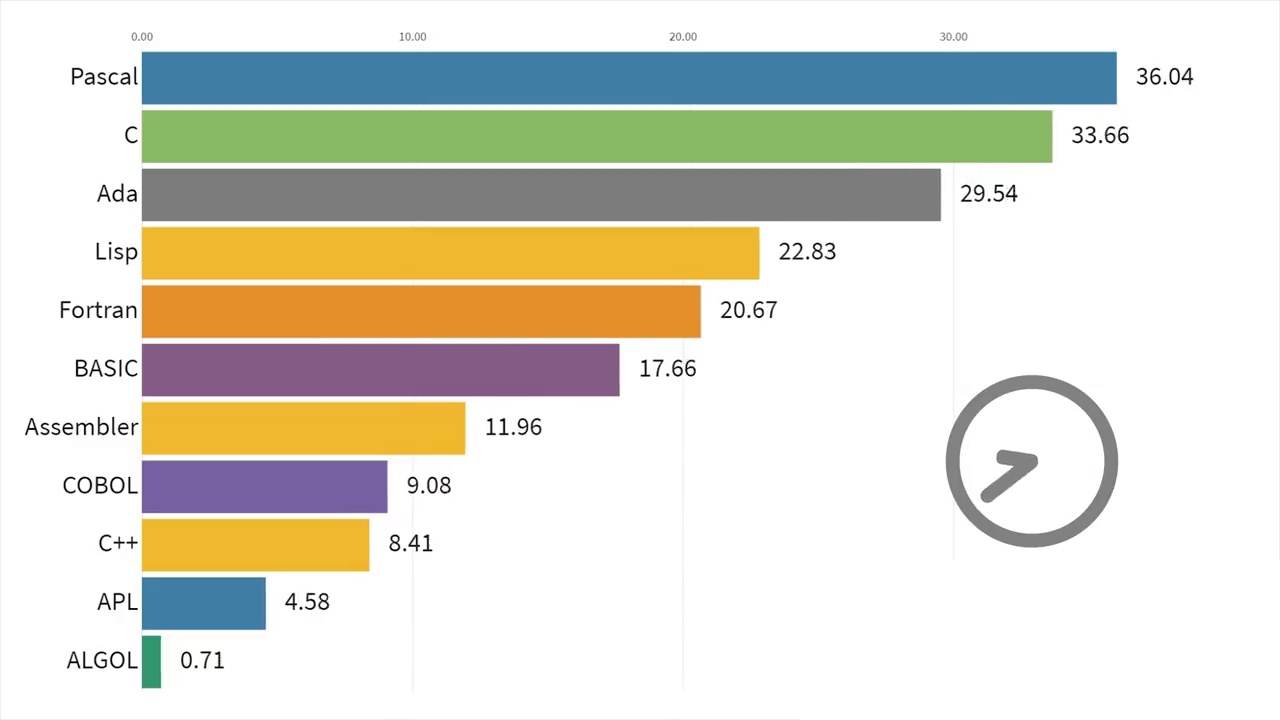 0.00 10.00 20.00 30.00
Pascal 36.04
C 33.66
Ada 29.54
Lisp 22.83
Fortran 20.67
BASIC 17.66
Assembler 11.96
COBOL 9.08
C++ 8.41
APL 4.58
ALGOL 0.71